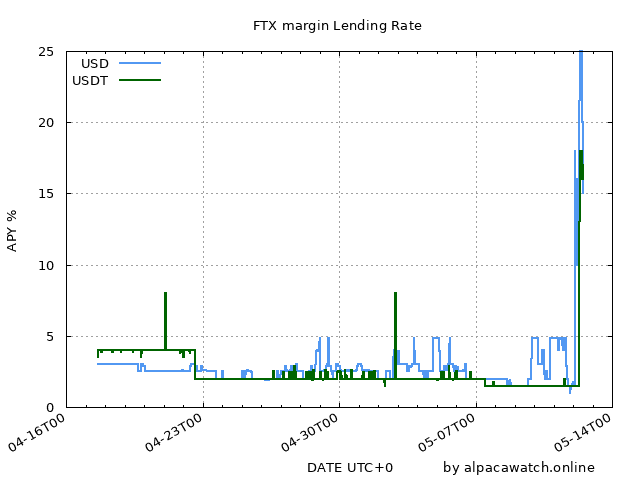 FTX margin Lending Rate
USD
USDT
25
20
15
10
5
0
APY %
04-16T00
04-23T00
04-30T00
05-07T00
05-14T00
DATE UTC+0
by alpacawatch.online